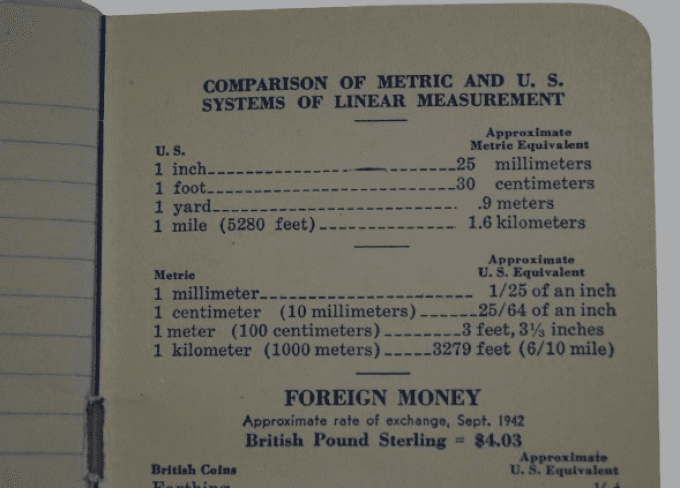 COMPARISON OF METRIC AND U. S.
SYSTEMS OF LINEAR MEASUREMENT
Approximate
U. S. Metric Equivalent
1 inch 25 millimeters
1 foot 30 centimeters
1 yard .9 meters
1 mile (5280 feet) 1.6 kilometers
Approximate
Metric U. S. Equivalent
1 millimeter 1/25 of an inch
1 centimeter (10 millimeters) 25/64 of an inch
1 meter (100 centimeters) 3 feet, 3⅓ inches
1 kilometer (1000 meters) 3279 feet (6/10 mile)
FOREIGN MONEY
Approximate rate of exchange, Sept. 1942
British Pound Sterling = $4.03
Approximate
British Coins U. S. Equivalent